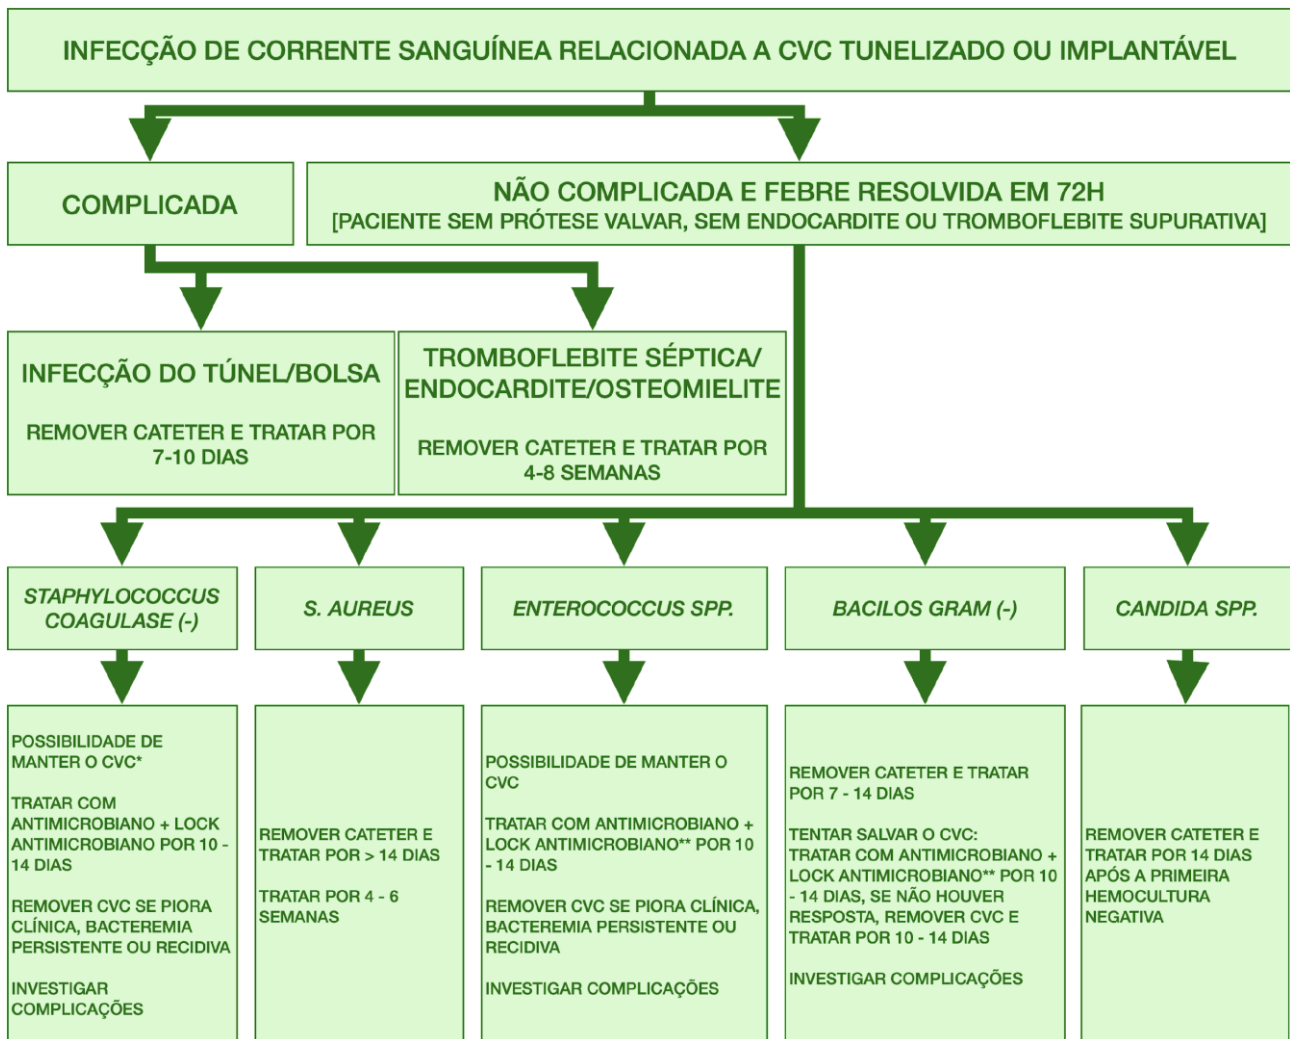 INFECÇÃO DE CORRENTE SANGUÍNEA RELACIONADA A CVC TUNELIZADO OU IMPLANTÁVEL
COMPLICADA
NÃO COMPLICADA E FEBRE RESOLVIDA EM 72H
[PACIENTE SEM PRÓTESE VALVAR, SEM ENDOCARDITE OU TROMBOFLEBITE SUPURATIVA]
INFECÇÃO DO TÚNEL/BOLSA
REMOVER CATETER E TRATAR POR
7-10 DIAS
TROMBOFLEBITE SÉPTICA/
ENDOCARDITE/OSTEOMIELITE
REMOVER CATETER E TRATAR POR
4-8 SEMANAS
STAPHYLOCOCCUS
COAGULASE (-)
S. AUREUS
ENTEROCOCCUS SPP.
BACILOS GRAM (-)
CANDIDA SPP.
POSSIBILIDADE DE
MANTER O CVC*
TRATAR COM
ANTIMICROBIANO + LOCK
ANTIMICROBIANO POR 10 -
14 DIAS
REMOVER CVC SE PIORA
CLÍNICA, BACTEREMIA
PERSISTENTE OU RECIDIVA
INVESTIGAR
COMPLICAÇÕES
REMOVER CATETER E
TRATAR POR > 14 DIAS
TRATAR POR 4 - 6
SEMANAS
POSSIBILIDADE DE MANTER O
CVC
TRATAR COM ANTIMICROBIANO +
LOCK ANTIMICROBIANO** POR 10
- 14 DIAS
REMOVER CVC SE PIORA CLÍNICA,
BACTEREMIA PERSISTENTE OU
RECIDIVA
INVESTIGAR COMPLICAÇÕES
REMOVER CATETER E TRATAR
POR 7 - 14 DIAS
TENTAR SALVAR O CVC:
TRATAR COM ANTIMICROBIANO +
LOCK ANTIMICROBIANO** POR 10
- 14 DIAS, SE NÃO HOUVER
RESPOSTA, REMOVER CVC E
TRATAR POR 10 - 14 DIAS
INVESTIGAR COMPLICAÇÕES
REMOVER CATETER E
TRATAR POR 14 DIAS
APÓS A PRIMEIRA
HEMOCULTURA
NEGATIVA